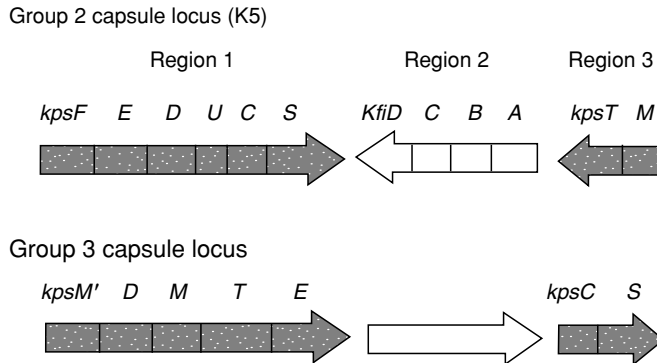 Group 2 capsule locus (K5)
Region 1 Region 2 Region 3
kpsF E D U C S KfiD C B A kpsT M
Group 3 capsule locus
kpsM' D M T E kpsC S